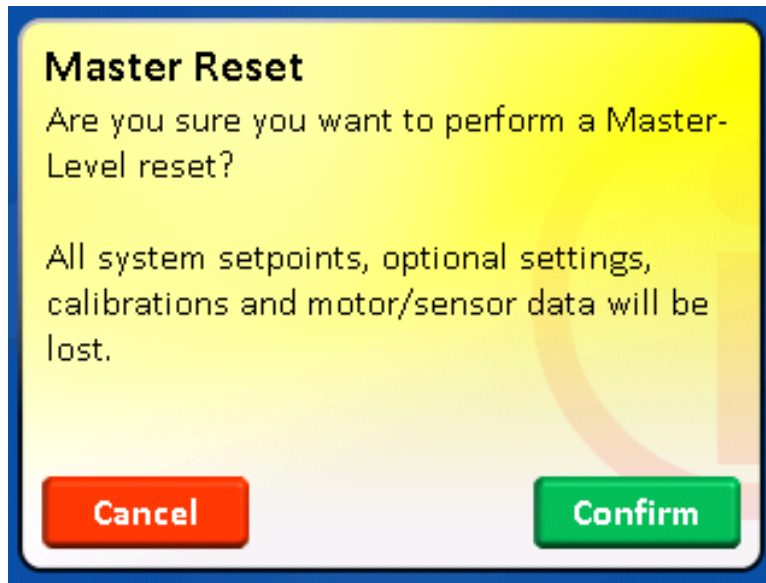 Master Reset
Are you sure you want to perform a Master-
Level reset?
All system setpoints, optional settings,
calibrations and motor/sensor data will be
lost.
Cancel
Confirm